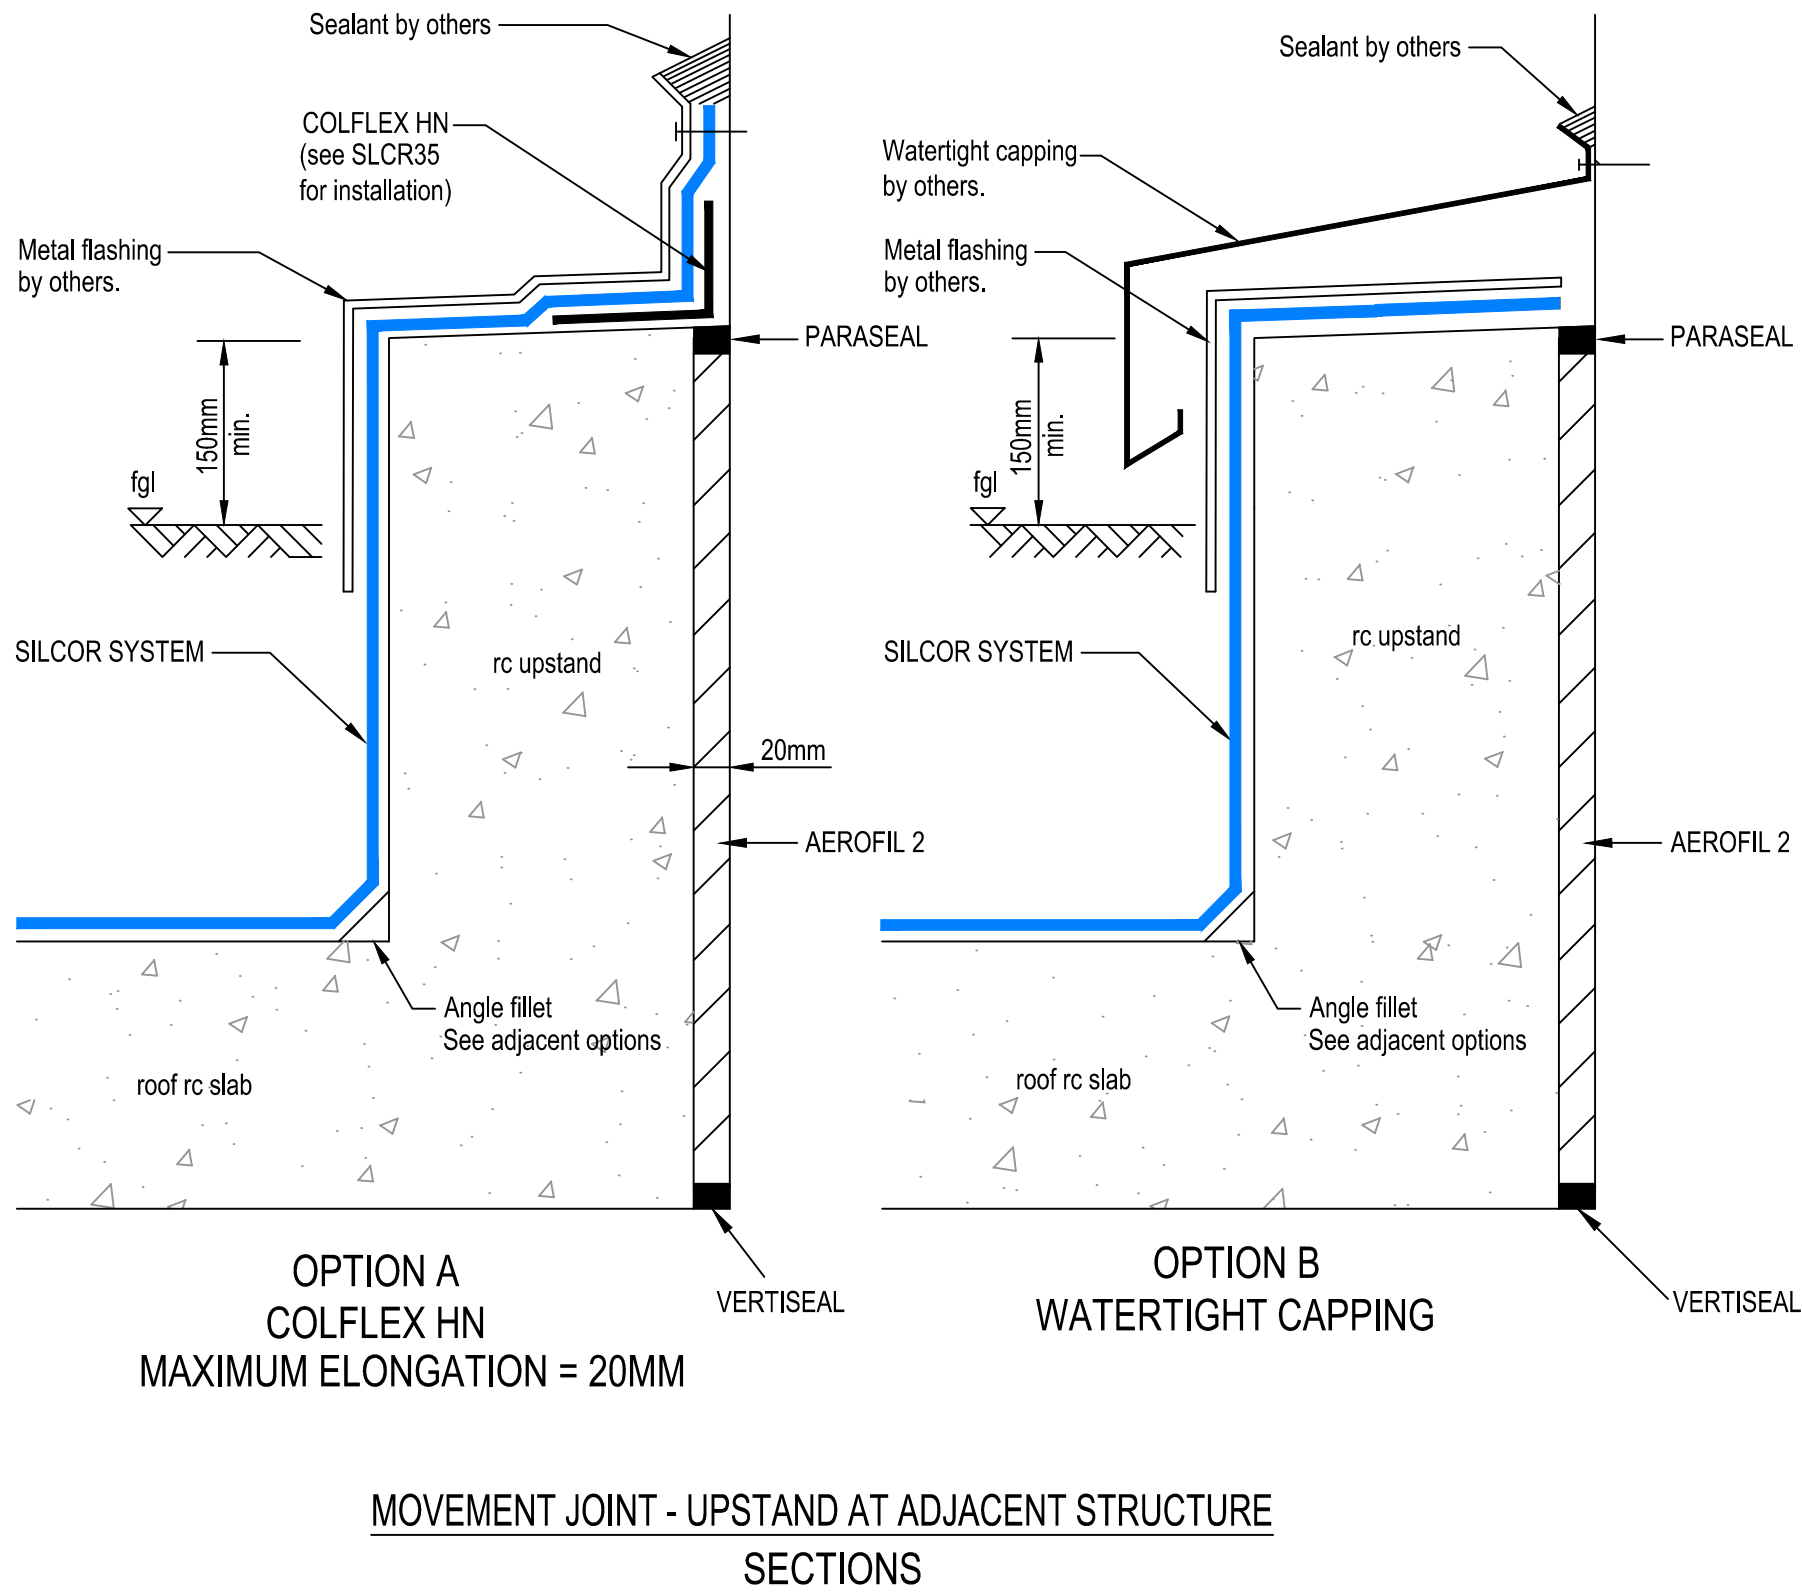 Sealant by others
COLFLEX HN
(see SLCR35
for installation)
Metal flashing
by others.
PARASEAL
150mm
min.
fgl
SILCOR SYSTEM
rc upstand
20mm
AEROFIL 2
Angle fillet
See adjacent options
roof rc slab
VERTISEAL
OPTION A
COLFLEX HN
MAXIMUM ELONGATION = 20MM
Sealant by others
Watertight capping
by others.
Metal flashing
by others.
PARASEAL
150mm
min.
fgl
SILCOR SYSTEM
rc upstand
AEROFIL 2
Angle fillet
See adjacent options
roof rc slab
VERTISEAL
OPTION B
WATERTIGHT CAPPING
MOVEMENT JOINT - UPSTAND AT ADJACENT STRUCTURE
SECTIONS